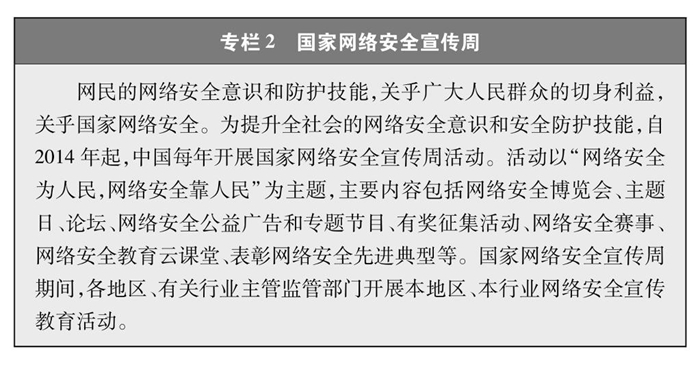 专栏2 国家网络安全宣传周
网民的网络安全意识和防护技能,关乎广大人民群众的切身利益,
关乎国家网络安全。为提升全社会的网络安全意识和安全防护技能,自
2014年起,中国每年开展国家网络安全宣传周活动。活动以“网络安全
为人民,网络安全靠人民”为主题,主要内容包括网络安全博览会、主题
日、论坛、网络安全公益广告和专题节目、有奖征集活动、网络安全赛事、
网络安全教育云课堂、表彰网络安全先进典型等。国家网络安全宣传周
期间,各地区、有关行业主管监管部门开展本地区、本行业网络安全宣传
教育活动。